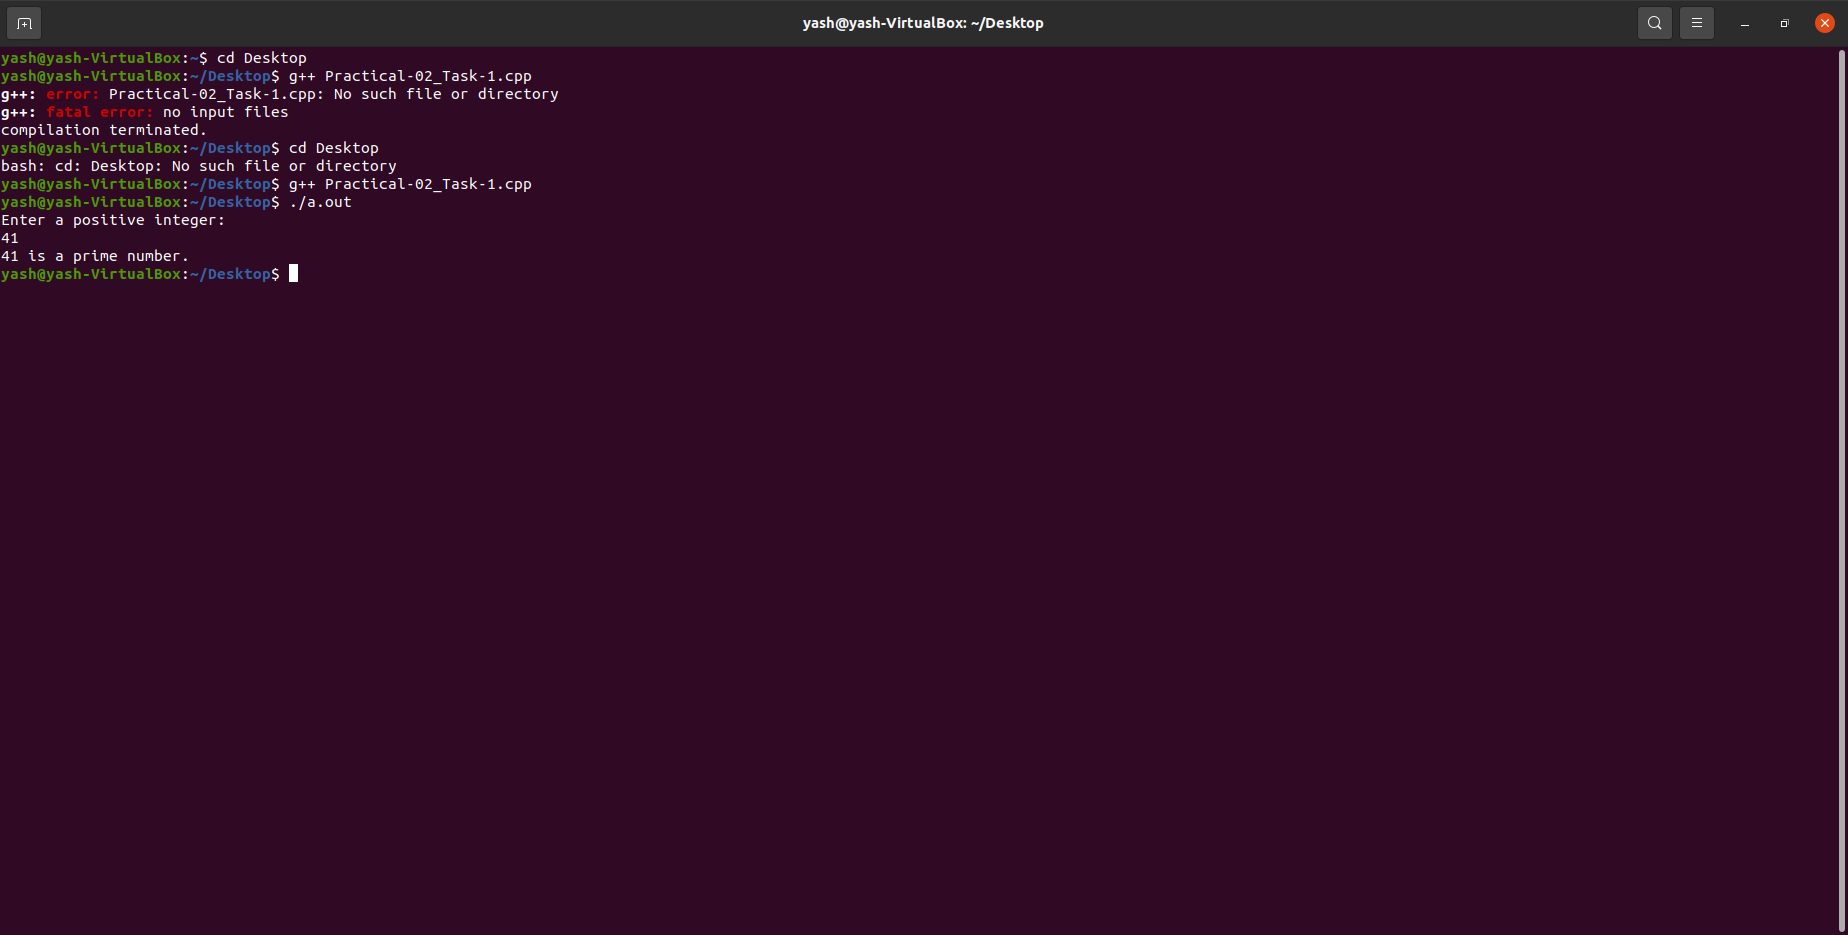 yash@yash-VirtualBox: ~/Desktop
yash@yash-VirtualBox:~$ cd Desktop
yash@yash-VirtualBox:~/Desktop$ g++ Practical-02_Task-1.cpp
g++: error: Practical-02_Task-1.cpp: No such file or directory
g++: fatal error: no input files
compilation terminated.
yash@yash-VirtualBox:~/Desktop$ cd Desktop
bash: cd: Desktop: No such file or directory
yash@yash-VirtualBox:~/Desktop$ g++ Practical-02_Task-1.cpp
yash@yash-VirtualBox:~/Desktop$ ./a.out
Enter a positive integer:
41
41 is a prime number.
yash@yash-VirtualBox:~/Desktop$